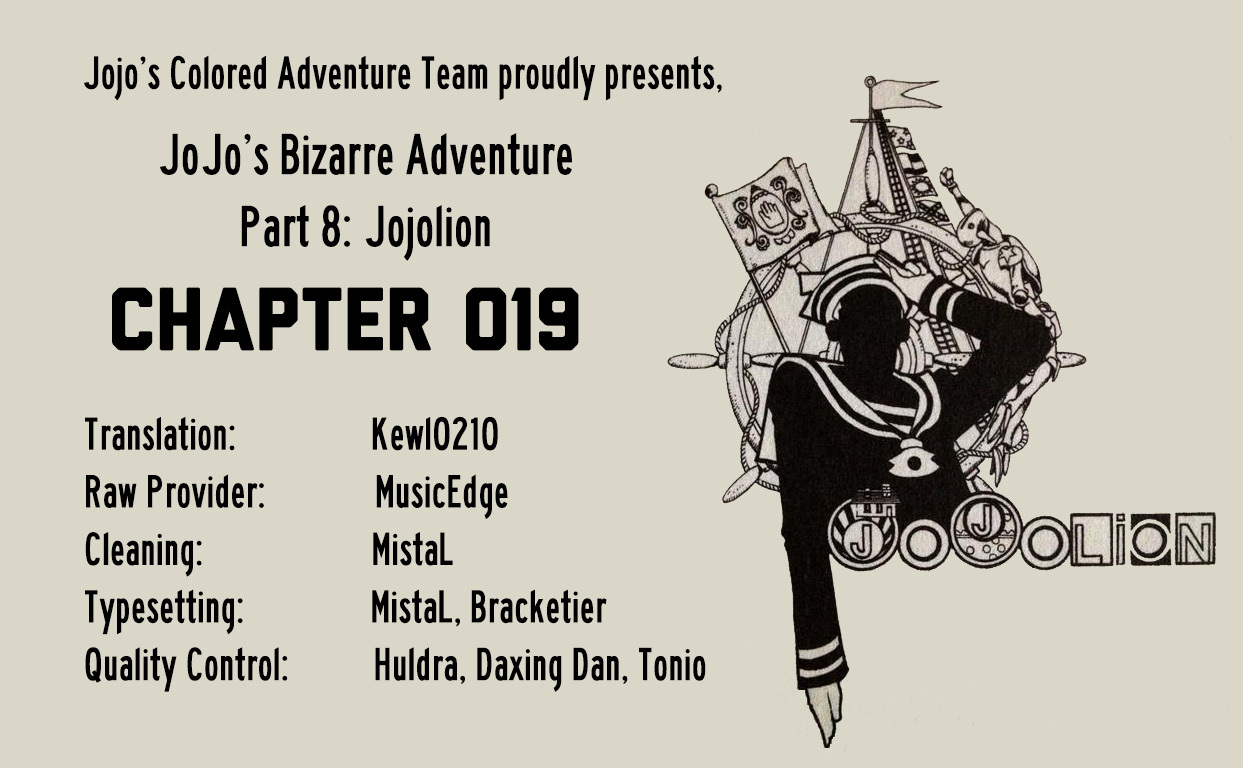 Jojo's Colored Adventure Team proudly presents,
JoJo's Bizarre Adventure
Part 8: Jojolion
CHAPTER 019
Translation: Kewl0210
Raw Provider: MusicEdge
Cleaning: MistaL
Typesetting: MistaL, Bracketier
Quality Control: Huldra, Daxing Dan, Tonio
JoJoLiON